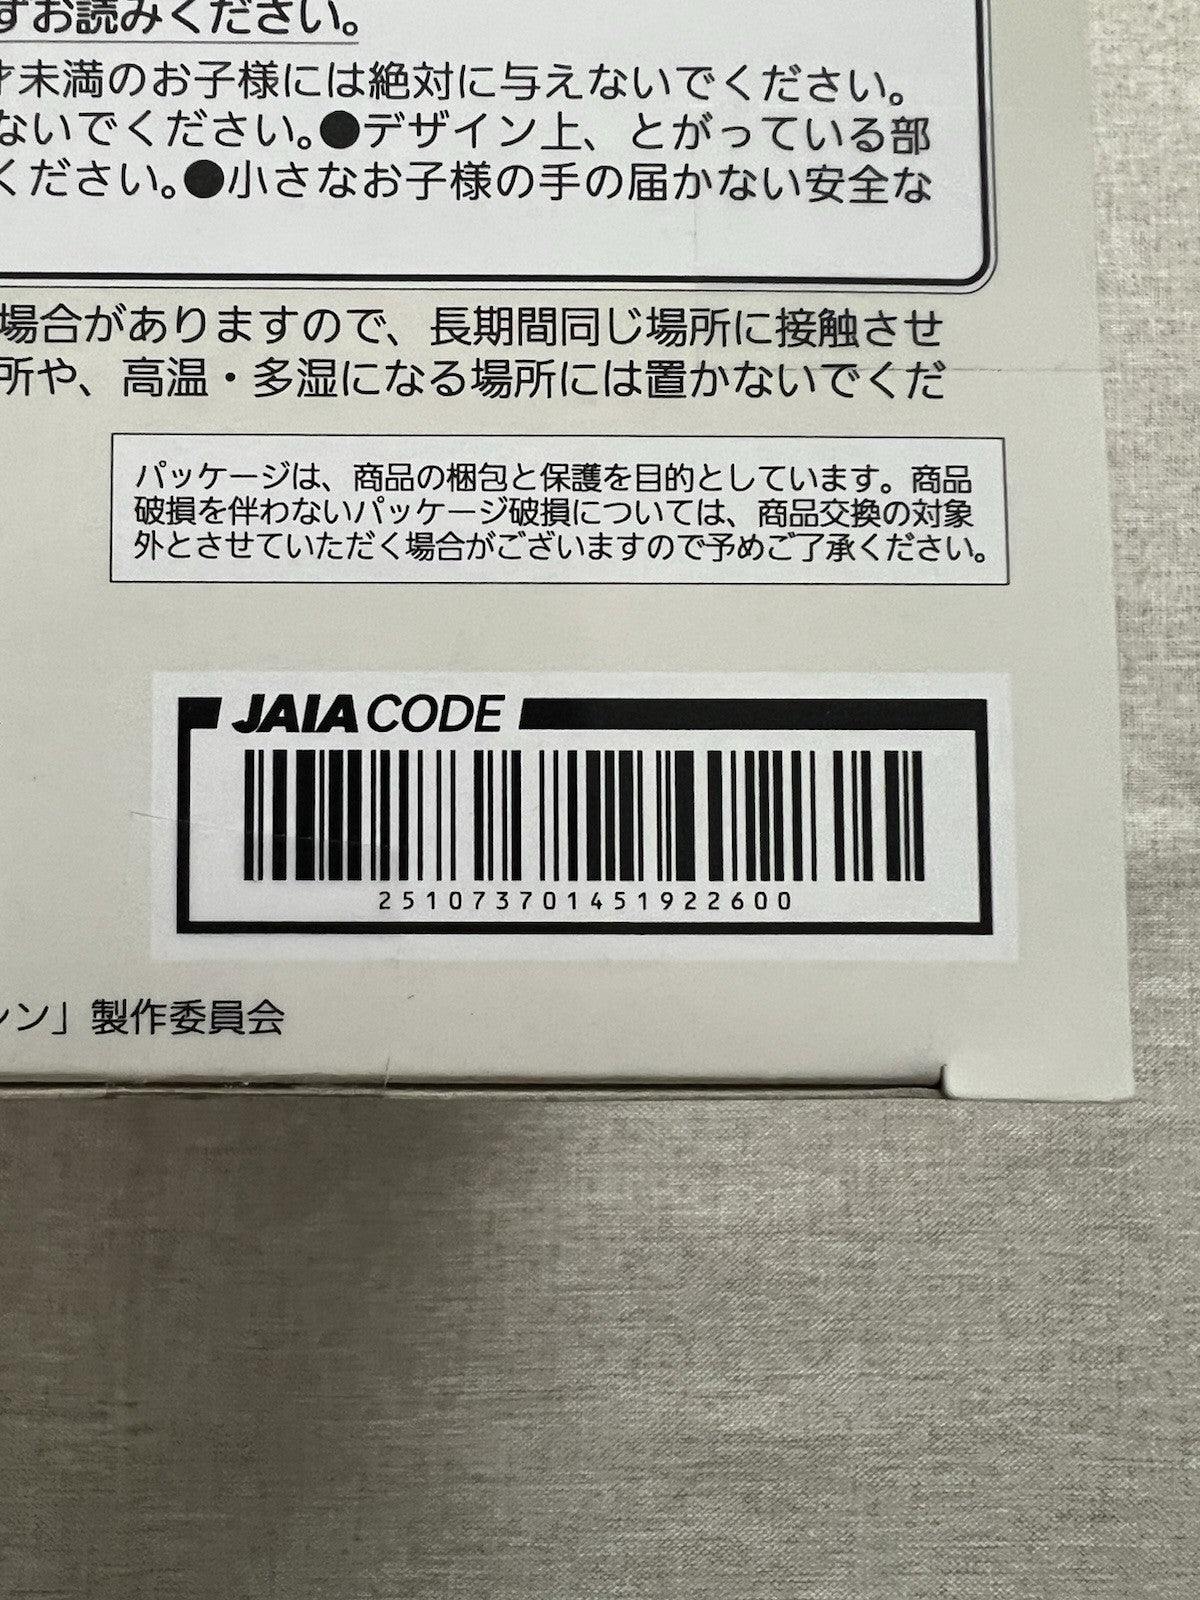 ずお読みください。
才未満のお子様には絶対に与えないでください。
ないでください。●デザイン上、とがっている部
ください。●小さなお子様の手の届かない安全な
場合がありますので、長期間同じ場所に接触させ
所や、高温・多湿になる場所には置かないでくだ
パッケージは、商品の梱包と保護を目的としています。商品
破損を伴わないパッケージ破損については、商品交換の対象
外とさせていただく場合がございますので予めご了承ください。
JAIA CODE
251073701451922600
ン」製作委員会